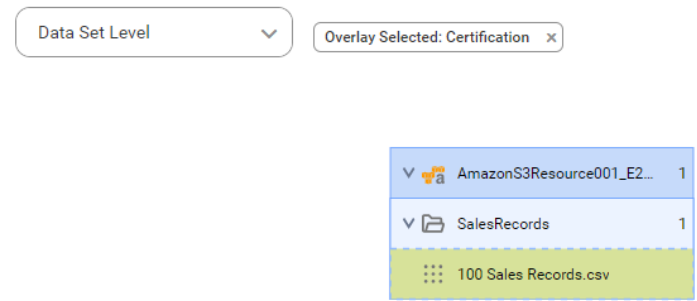 Data Set Level
Overlay Selected: Certification x
AmazonS3Resource001_E2... 1
SalesRecords 1
100 Sales Records.csv